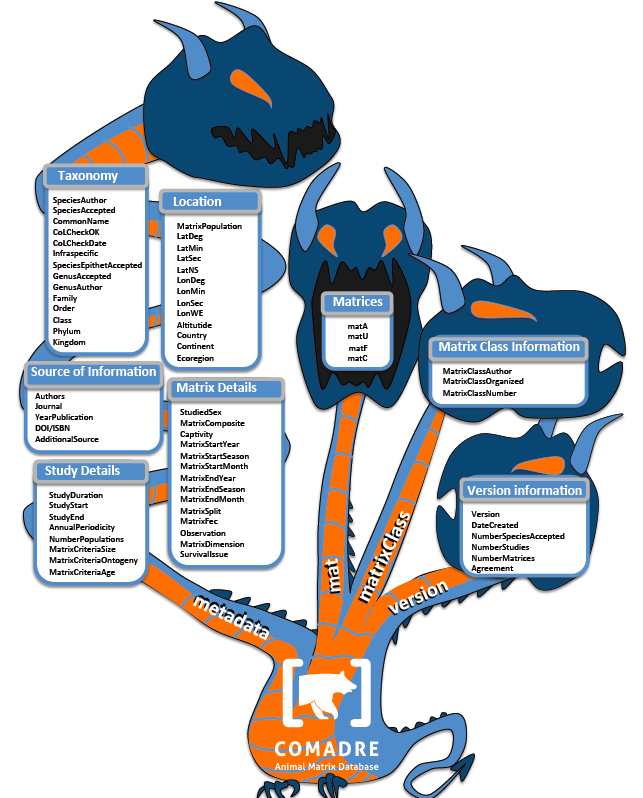 Taxonomy
SpeciesAuthor
SpeciesAccepted
CommonName
CoLCheckOK
CoLCheckDate
Infraspecific
SpeciesEpithetAccepted
GenusAccepted
GenusAuthor
Family
Order
Class
Phylum
Kingdom
Location
MatrixPopulation
LatDeg
LatMin
LatSec
LatNS
LonDeg
LonMin
LonSec
LonWE
Altitutide
Country
Continent
Ecoregion
Matrices
matA
matU
matF
matC
Matrix Class Information
MatrixClassAuthor
MatrixClassOrganized
MatrixClassNumber
Source of Information
Authors
Journal
YearPublication
DOI/ISBN
AdditionalSource
Matrix Details
StudiedSex
MatrixComposite
Captivity
MatrixStartYear
MatrixStartSeason
MatrixStartMonth
MatrixEndYear
MatrixEndSeason
MatrixEndMonth
MatrixSplit
MatrixFec
Observation
MatrixDimension
SurvivalIssue
Study Details
StudyDuration
StudyStart
StudyEnd
AnnualPeriodicity
NumberPopulations
MatrixCriteriaSize
MatrixCriteriaOntogeny
MatrixCriteriaAge
Version information
Version
DateCreated
NumberSpeciesAccepted
NumberStudies
NumberMatrices
Agreement
metadata
mat
matrixClass
version
COMADRE
Animal Matrix Database